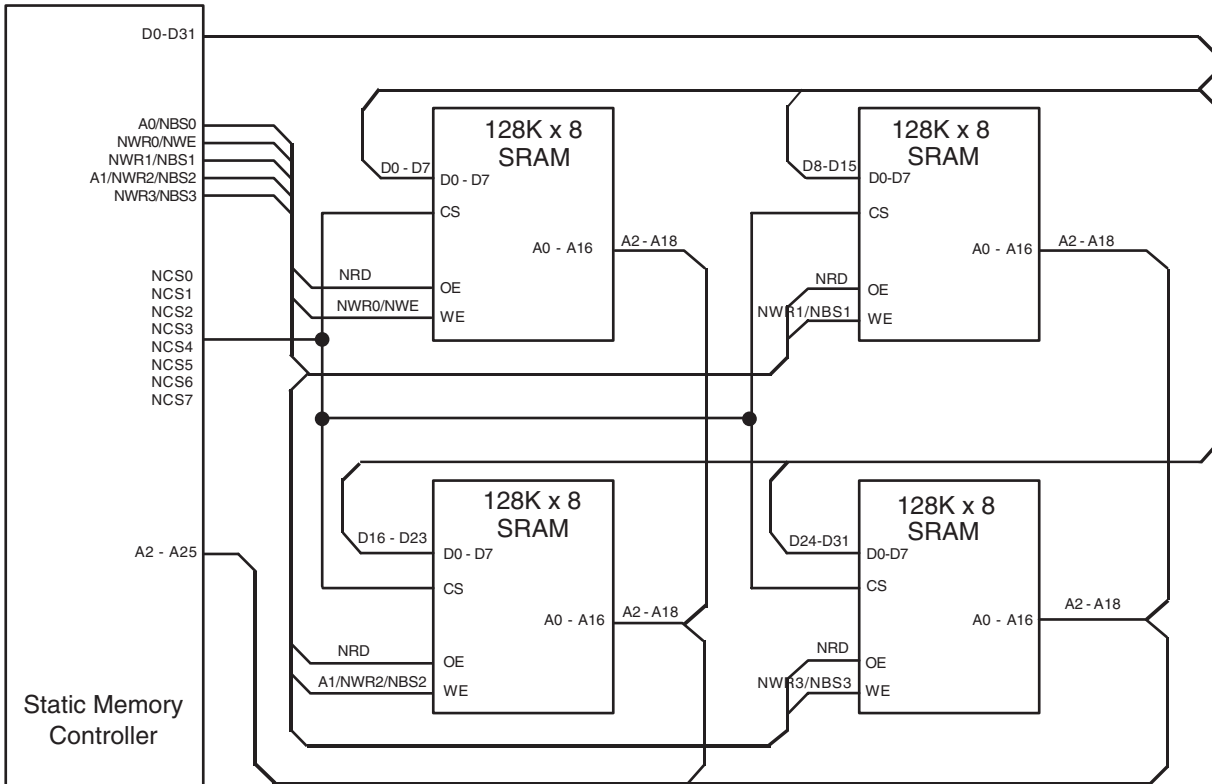 D0-D31
A0/NBS0
NWR0/NWE
NWR1/NBS1
A1/NWR2/NBS2
NWR3/NBS3
NCS0
NCS1
NCS2
NCS3
NCS4
NCS5
NCS6
NCS7
A2 - A25
Static Memory
Controller
128K x 8
SRAM
D0 - D7
D0 - D7
CS
A0 - A16
A2 - A18
NRD
OE
NWR0/NWE
WE
128K x 8
SRAM
D8-D15
D0-D7
CS
A0 - A16
A2 - A18
NRD
OE
NWR1/NBS1
WE
128K x 8
SRAM
D16 - D23
D0 - D7
CS
A0 - A16
A2 - A18
NRD
OE
A1/NWR2/NBS2
WE
128K x 8
SRAM
D24-D31
D0-D7
CS
A0 - A16
A2 - A18
NRD
OE
NWR3/NBS3
WE